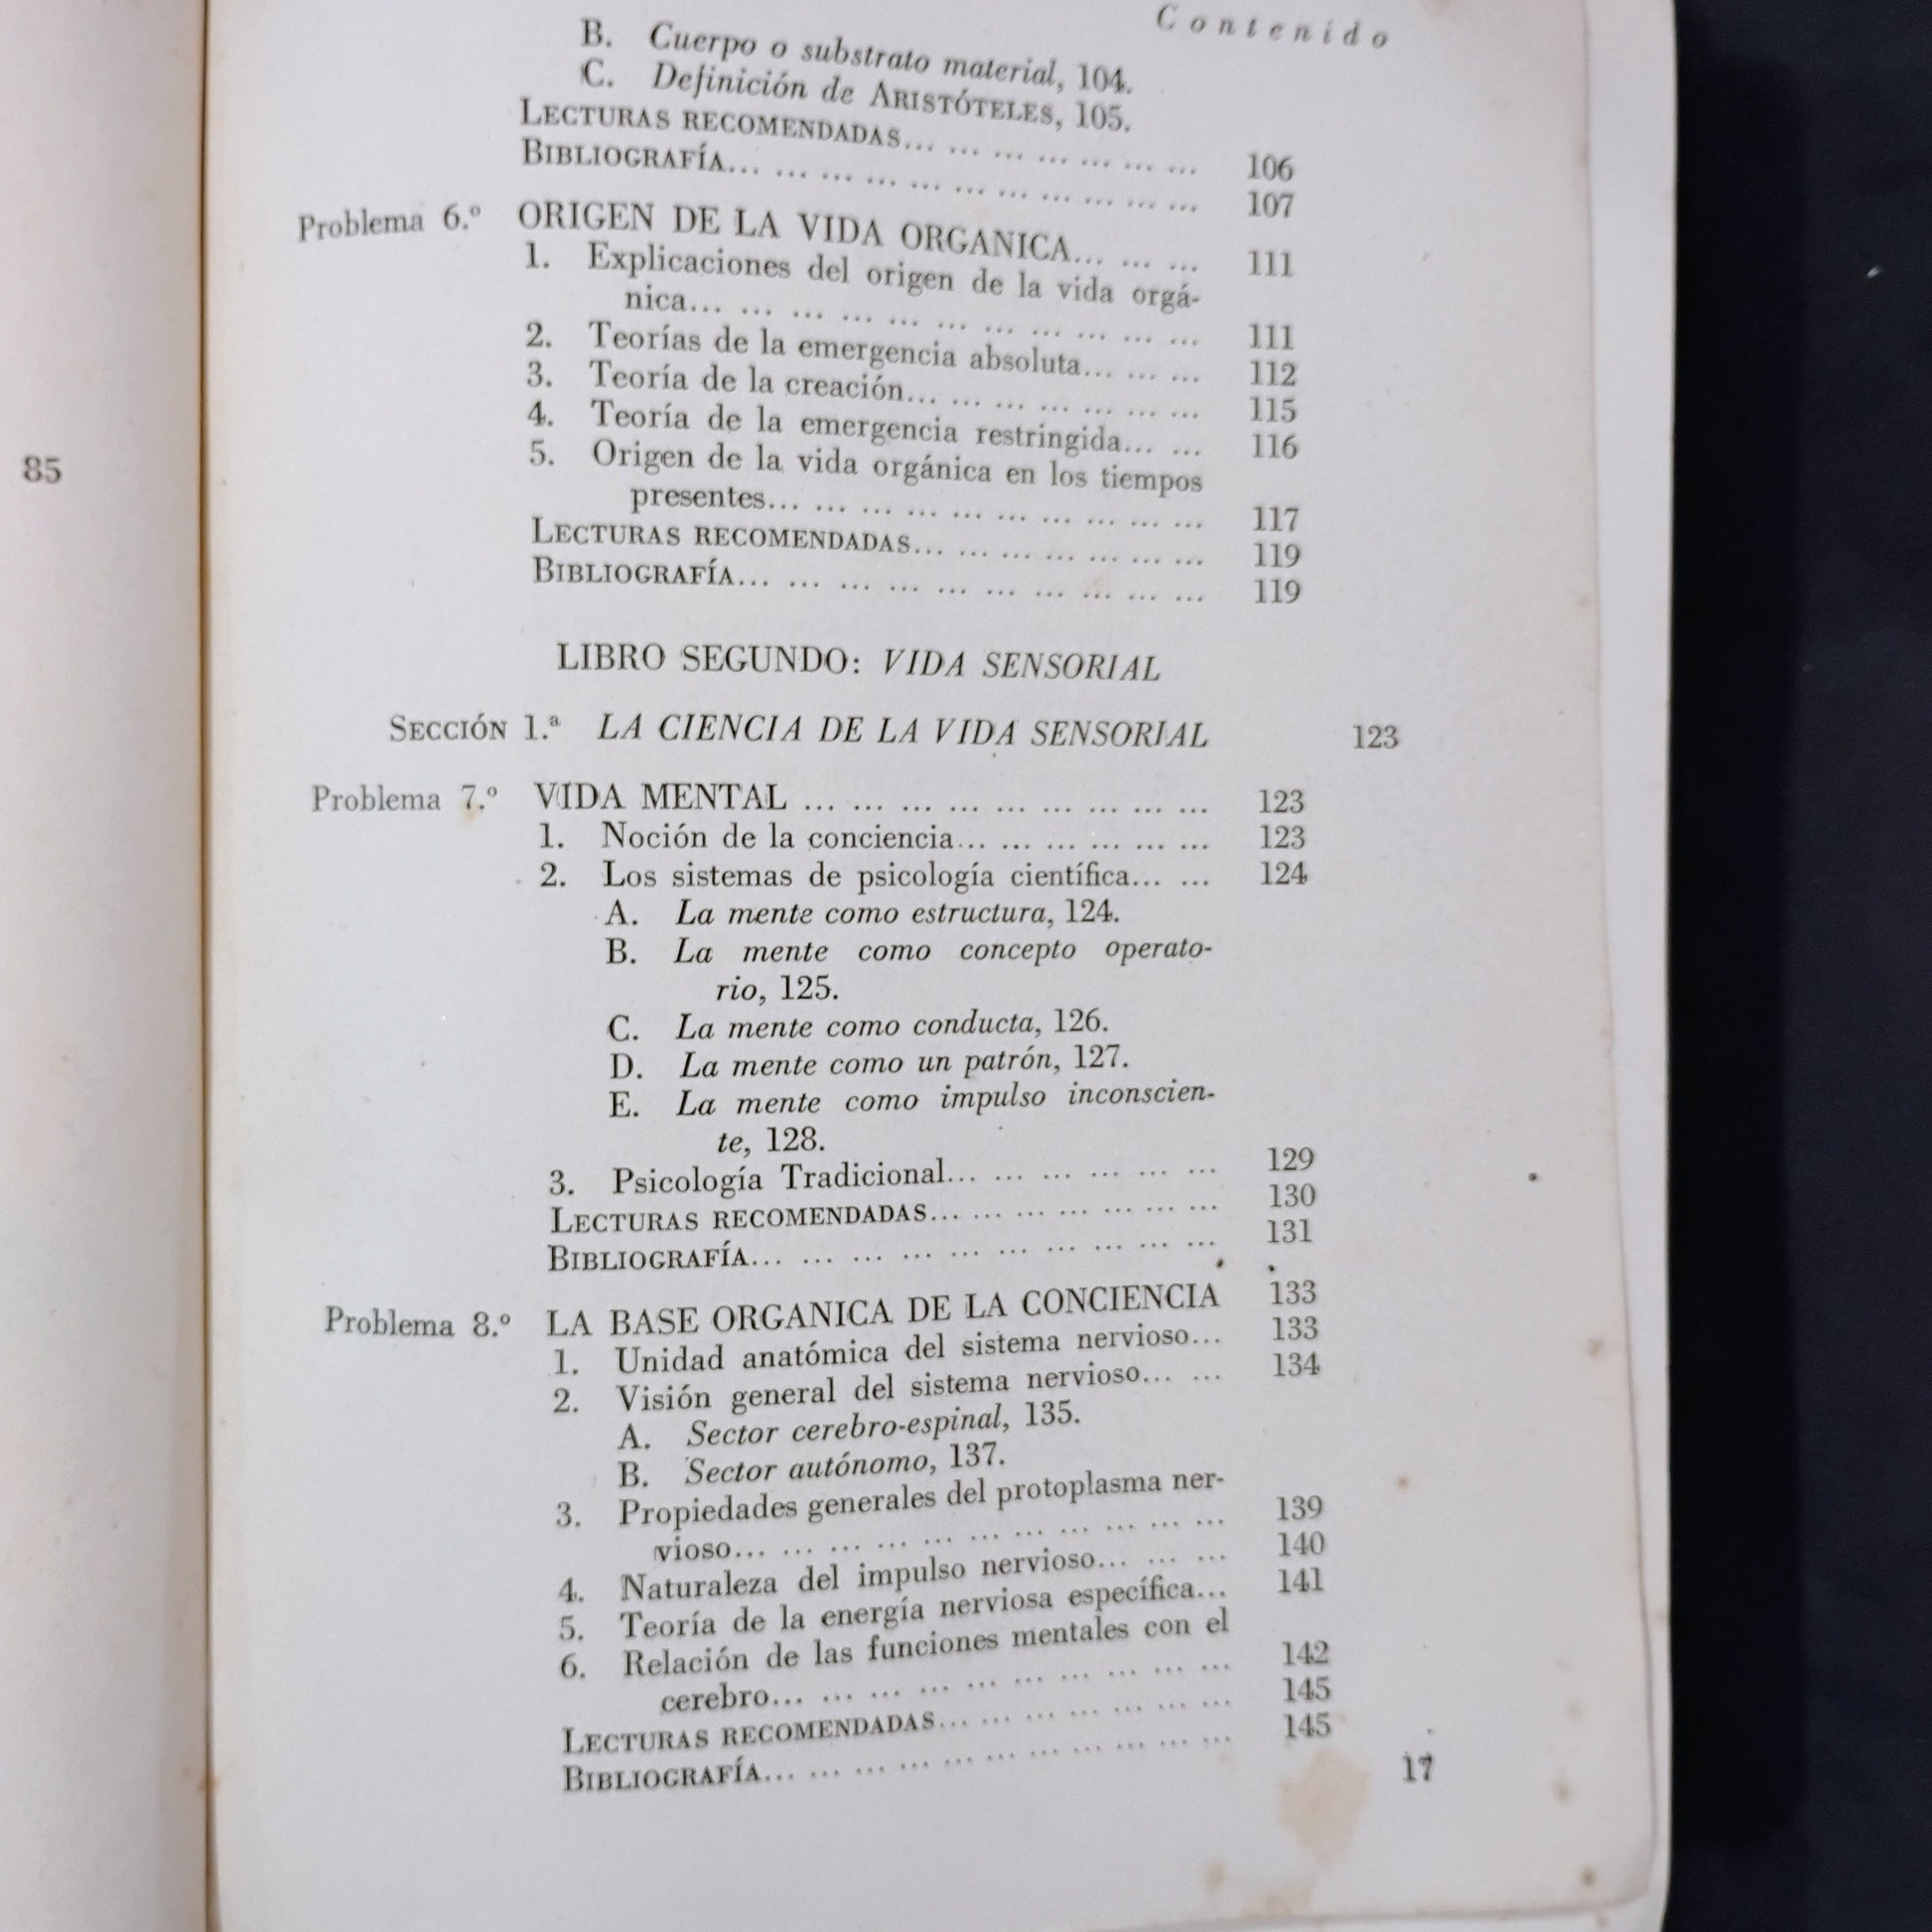 85
Contenido
B. Cuerpo o substrato material, 104.
C. Definición de ARISTÓTELES, 105.
LECTURAS RECOMENDADAS... ... ... ... ... ... ... 106
BIBLIOGRAFÍA... ... ... ... ... ... ... ... ... ... ... 107
Problema 6.º ORIGEN DE LA VIDA ORGANICA... ... ... 111
1. Explicaciones del origen de la vida orgá-
nica... ... ... ... ... ... ... ... ... ... ... 111
2. Teorías de la emergencia absoluta... ... ... 112
3. Teoría de la creación... ... ... ... ... ... ... 115
4. Teoría de la emergencia restringida... ... 116
5. Origen de la vida orgánica en los tiempos
presentes... ... ... ... ... ... ... ... ... ... 117
LECTURAS RECOMENDADAS... ... ... ... ... ... ... 119
BIBLIOGRAFÍA... ... ... ... ... ... ... ... ... ... 119
LIBRO SEGUNDO: VIDA SENSORIAL
SECCIÓN 1.ª LA CIENCIA DE LA VIDA SENSORIAL 123
Problema 7.º VIDA MENTAL ... ... ... ... ... ... ... ... ... 123
1. Noción de la conciencia... ... ... ... ... ... 123
2. Los sistemas de psicología científica... ... 124
A. La mente como estructura, 124.
B. La mente como concepto operato-
rio, 125.
C. La mente como conducta, 126.
D. La mente como un patrón, 127.
E. La mente como impulso inconscien-
te, 128.
3. Psicología Tradicional... ... ... ... ... ... 129
LECTURAS RECOMENDADAS... ... ... ... ... ... ... 130
BIBLIOGRAFÍA... ... ... ... ... ... ... ... ... ... 131
Problema 8.º LA BASE ORGANICA DE LA CONCIENCIA 133
1. Unidad anatómica del sistema nervioso... 133
2. Visión general del sistema nervioso... ... 134
A. Sector cerebro-espinal, 135.
B. Sector autónomo, 137.
3. Propiedades generales del protoplasma ner-
vioso... ... ... ... ... ... ... ... ... ... ... 139
4. Naturaleza del impulso nervioso... ... ... 140
5. Teoría de la energía nerviosa específica... 141
6. Relación de las funciones mentales con el
cerebro... ... ... ... ... ... ... ... ... ... 142
LECTURAS RECOMENDADAS... ... ... ... ... ... ... 145
BIBLIOGRAFÍA... ... ... ... ... ... ... ... ... ... 145
17